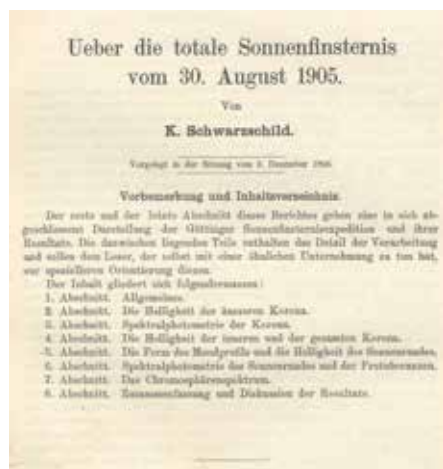 Ueber die totale Sonnenfinsternis
vom 30. August 1905.
Von
K. Schwarzschild.
Vorgelegt in der Sitzung vom Dezember
Vorbemerkung und Inhaltsverzeichnis.
Der erste und der letzte Abschnitt dieses Berichtes geben eine in sich ab-
geschlossene Darstellung der Göttinger Sonnenfinsternisexpedition und ihrer
Resultate. Die dazwischen liegenden Teile enthalten das Detail der Verarbeitung
und sollen dem Leser, der selbst mit einer ähnlichen Unternehmung zu tun hat,
zur spezielleren Orientierung dienen.
Der Inhalt gliedert sich folgendermassen:
1. Abschnitt. Allgemeines.
2. Abschnitt. Die Helligkeit der äusseren Korona.
3. Abschnitt. Spektralphotometrie der Korona.
4. Abschnitt. Die Helligkeit der inneren und der gesamten Korona.
5. Abschnitt. Die Form des Mondprofils und die Helligkeit des Sonnenrandes.
6. Abschnitt. Spektralphotometrie des Sonnenrandes und der Protuberanzen.
7. Abschnitt. Das Chromosphärenspektrum.
8. Abschnitt. Zusammenfassung und Diskussion der Resultate.